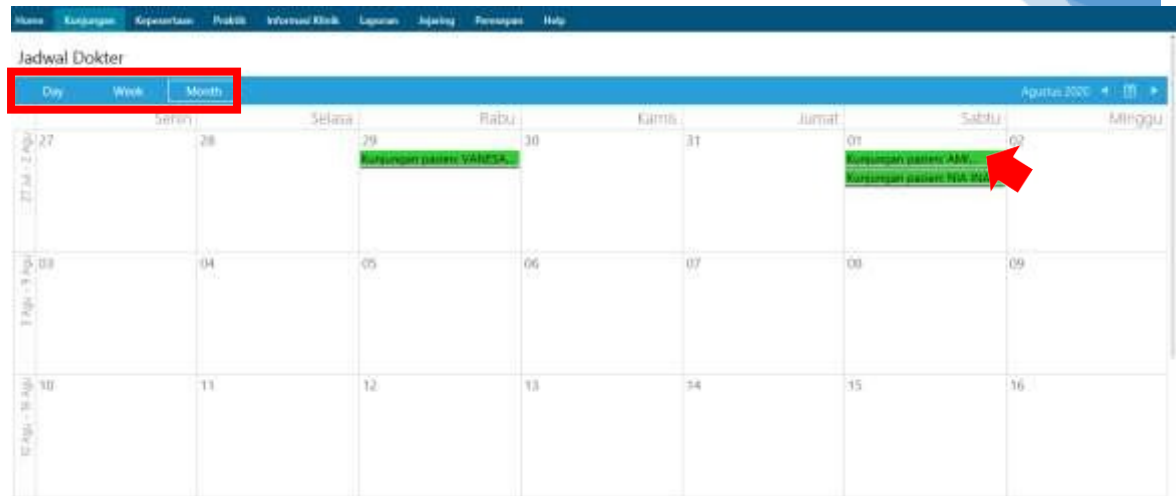 Home Kunjungan Kepesertaan Praktik Informasi Klinik Laporan Jejaring Peresepan Help
Jadwal Dokter
Day Week Month Agustus 2020
Senin Selasa Rabu Kamis Jumat Sabtu Minggu
27 Jul - 2 Agu 27 28 29 30 31 01 02
Kunjungan pasien: VANESA, Kunjungan pasien: AMI,
Kunjungan pasien: NIA INA
3 Agu - 9 Agu 03 04 05 06 07 08 09
10 Agu - 16 Agu 10 11 12 13 14 15 16